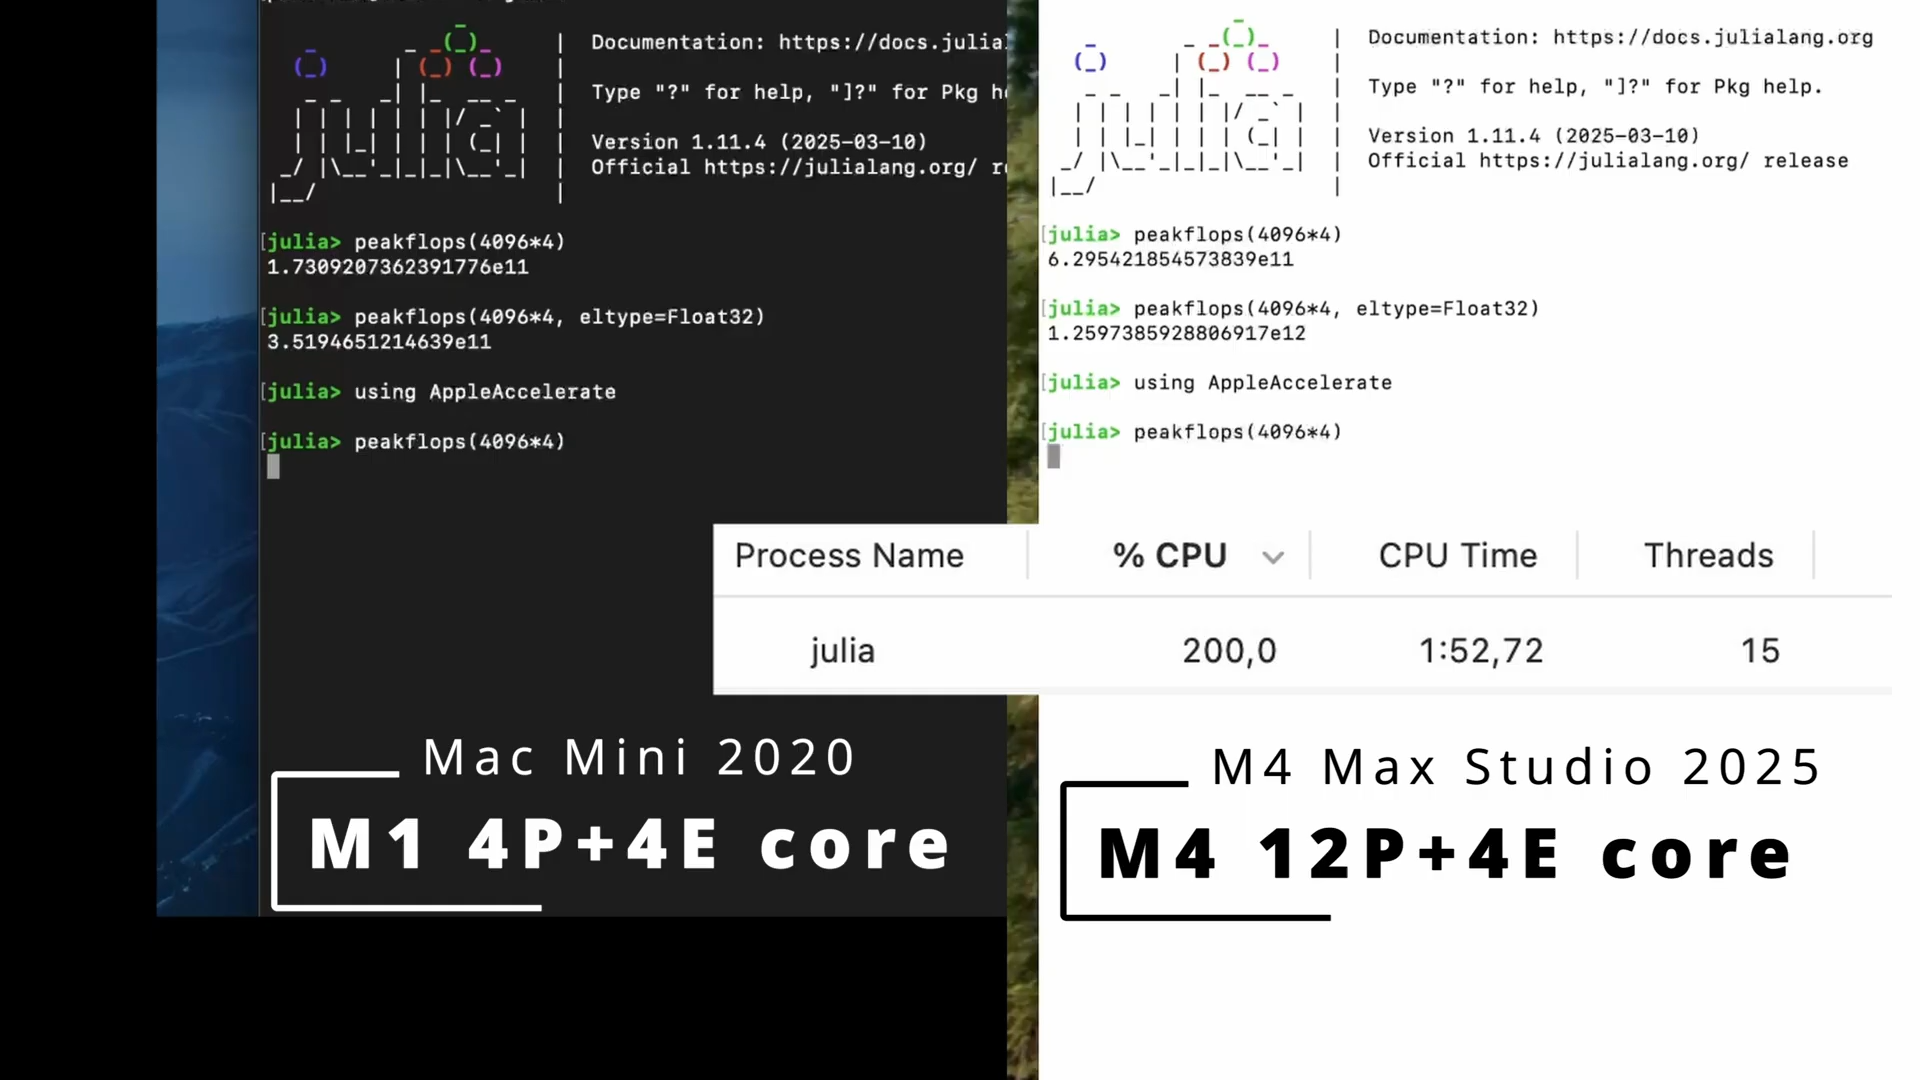 Documentation: https://docs.julia
Type "?" for help, "]?" for Pkg h
Version 1.11.4 (2025-03-10)
Official https://julialang.org/ r
julia> peakflops(4096*4)
1.7309207362391776e11
julia> peakflops(4096*4, eltype=Float32)
3.5194651214639e11
julia> using AppleAccelerate
julia> peakflops(4096*4)
Mac Mini 2020
M1 4P+4E core
Documentation: https://docs.julialang.org
Type "?" for help, "]?" for Pkg help.
Version 1.11.4 (2025-03-10)
Official https://julialang.org/ release
julia> peakflops(4096*4)
6.295421854573839e11
julia> peakflops(4096*4, eltype=Float32)
1.2597385928806917e12
julia> using AppleAccelerate
julia> peakflops(4096*4)
Process Name % CPU CPU Time Threads
julia 200,0 1:52,72 15
M4 Max Studio 2025
M4 12P+4E core